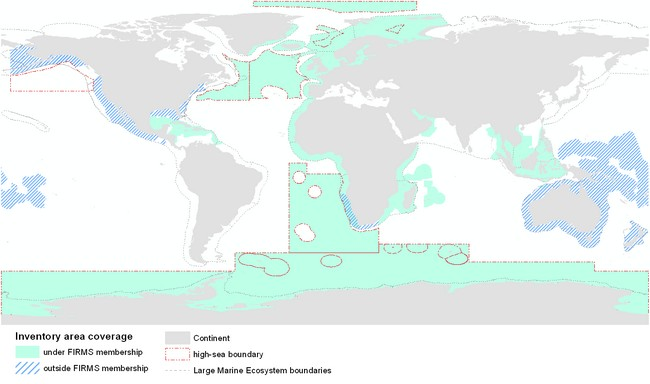 Inventory area coverage
under FIRMS membership
outside FIRMS membership
Continent
high-sea boundary
Large Marine Ecosystem boundaries